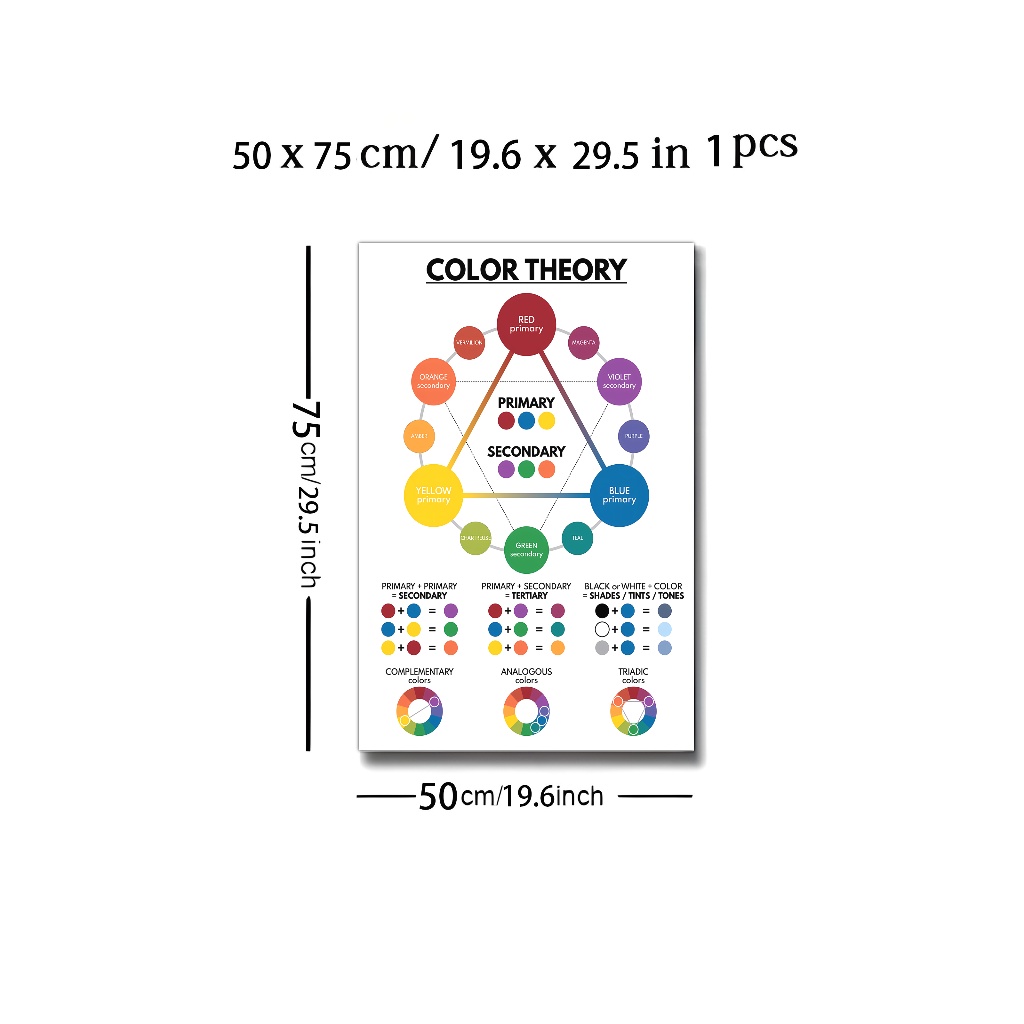 50 x 75 cm/ 19.6 x 29.5 in 1 pcs
75cm/29.5inch
COLOR THEORY
RED
primary
VERMILION
MAGENTA
ORANGE
secondary
VIOLET
secondary
PRIMARY
AMBER
PURPLE
SECONDARY
YELLOW
primary
BLUE
primary
CHARTREUSE
GREEN
secondary
TEAL
PRIMARY + PRIMARY
= SECONDARY
PRIMARY + SECONDARY
= TERTIARY
BLACK or WHITE + COLOR
= SHADES / TINTS / TONES
+ =
+ =
+ =
+ =
+ =
+ =
+ =
+ =
+ =
COMPLEMENTARY
colors
ANALOGOUS
colors
TRIADIC
colors
50cm/19.6inch